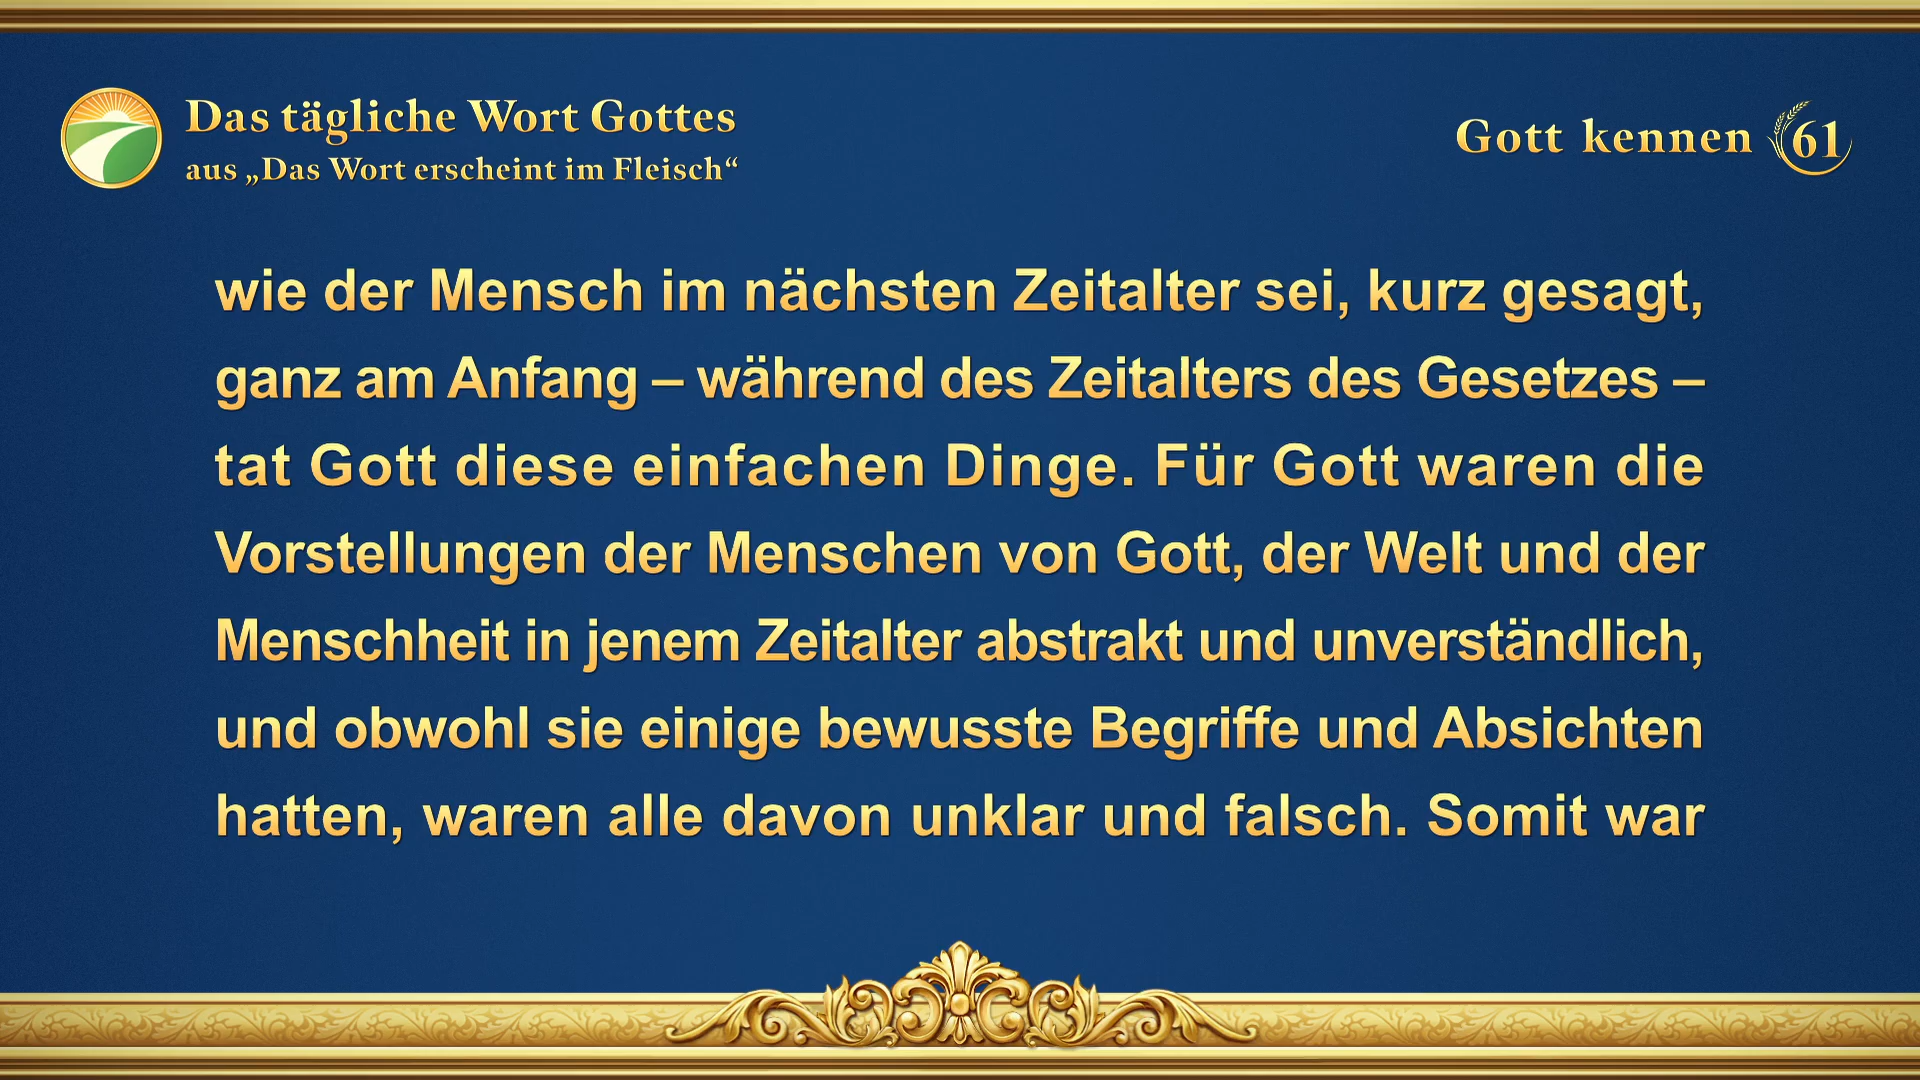 Das tägliche Wort Gottes
aus „Das Wort erscheint im Fleisch“
Gott kennen 61
wie der Mensch im nächsten Zeitalter sei, kurz gesagt,
ganz am Anfang – während des Zeitalters des Gesetzes –
tat Gott diese einfachen Dinge. Für Gott waren die
Vorstellungen der Menschen von Gott, der Welt und der
Menschheit in jenem Zeitalter abstrakt und unverständlich,
und obwohl sie einige bewusste Begriffe und Absichten
hatten, waren alle davon unklar und falsch. Somit war